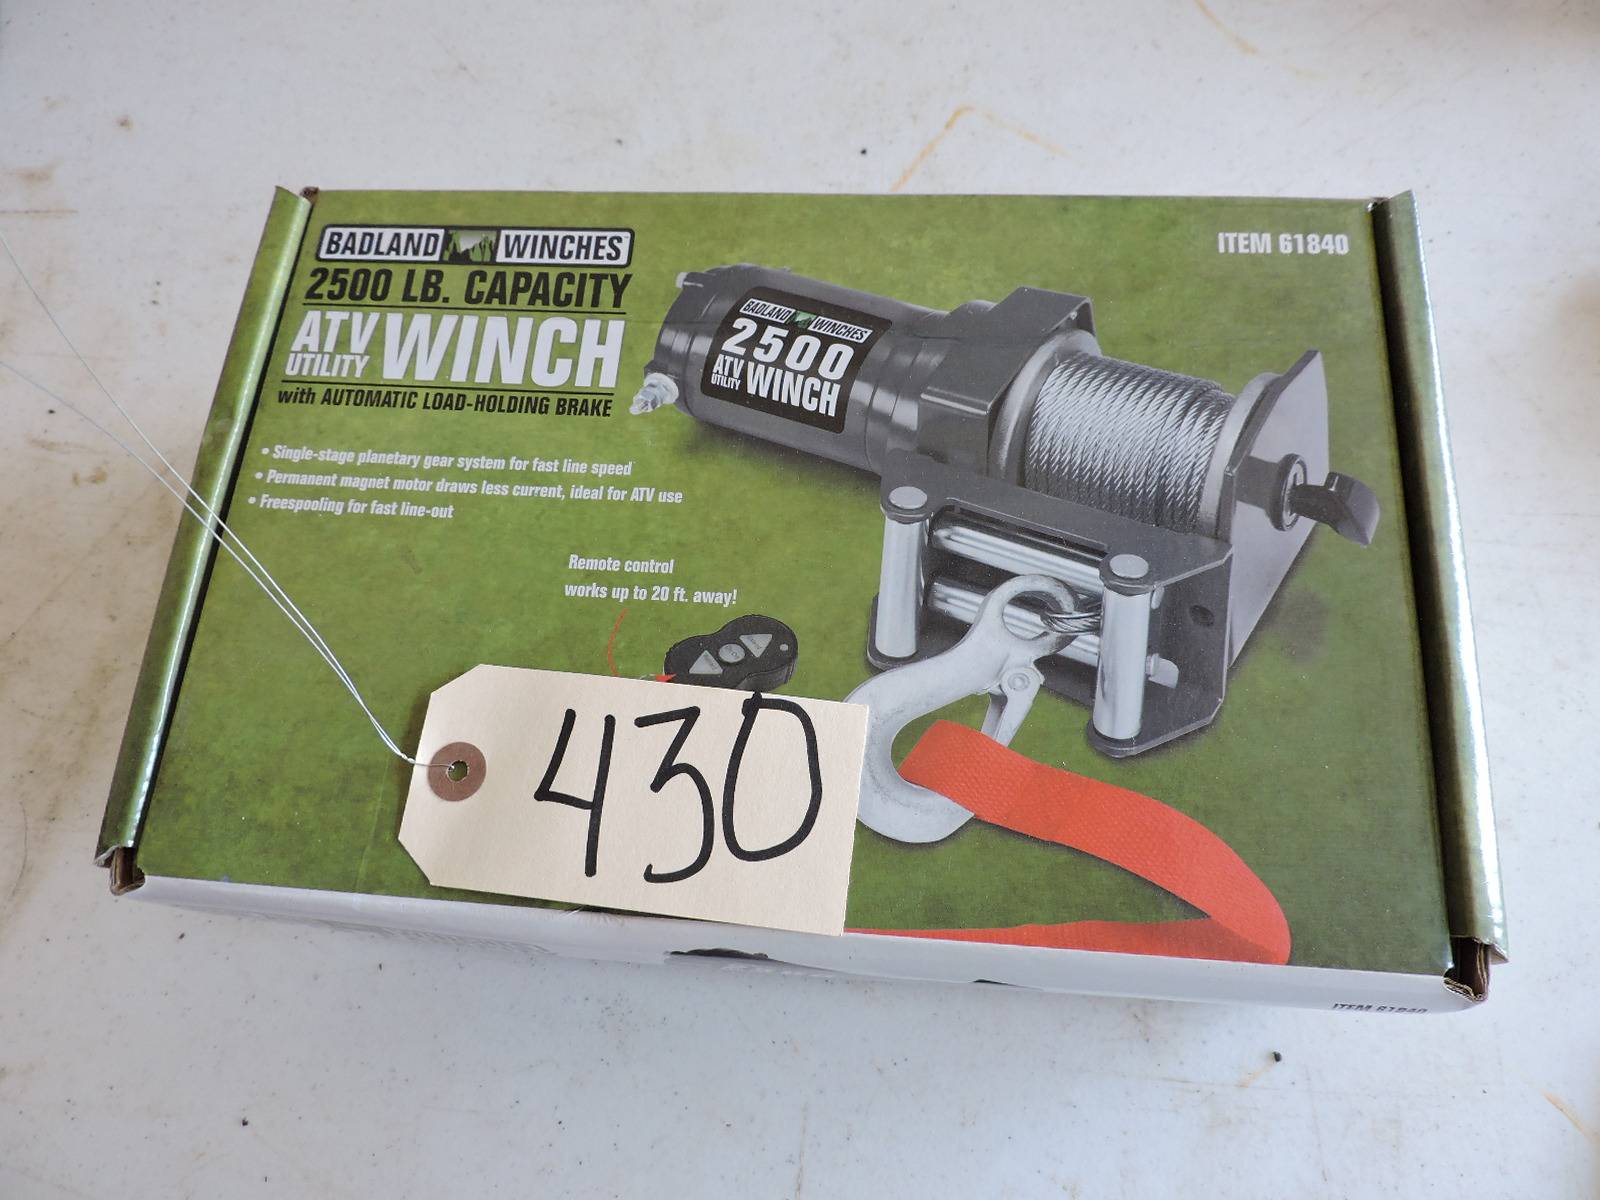 BADLAND WINCHES
2500 LB. CAPACITY
ATV UTILITY WINCH
with AUTOMATIC LOAD-HOLDING BRAKE
• Single-stage planetary gear system for fast line speed
• Permanent magnet motor draws less current, ideal for ATV use
• Freespooling for fast line-out
Remote control
works up to 20 ft. away!
ITEM 61840
BADLAND WINCHES
2500
ATV UTILITY WINCH
430
ITEM 61840